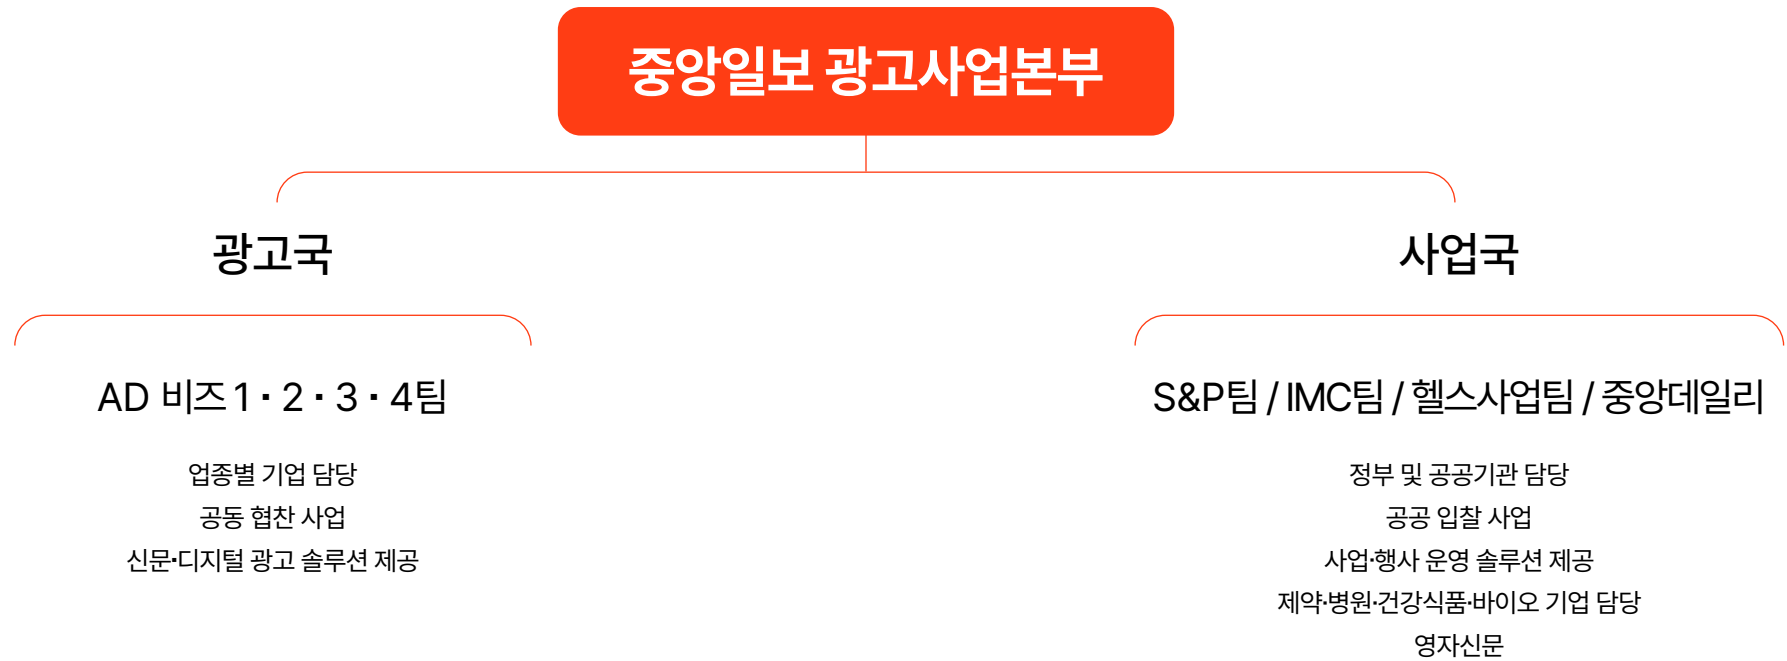 중앙일보 광고사업본부
광고국
AD 비즈 1 · 2 · 3 · 4팀
업종별 기업 담당
공동 협찬 사업
신문·디지털 광고 솔루션 제공
사업국
S&P팀 / IMC팀 / 헬스사업팀 / 중앙데일리
정부 및 공공기관 담당
공공 입찰 사업
사업·행사 운영 솔루션 제공
제약·병원·건강식품·바이오 기업 담당
영자신문